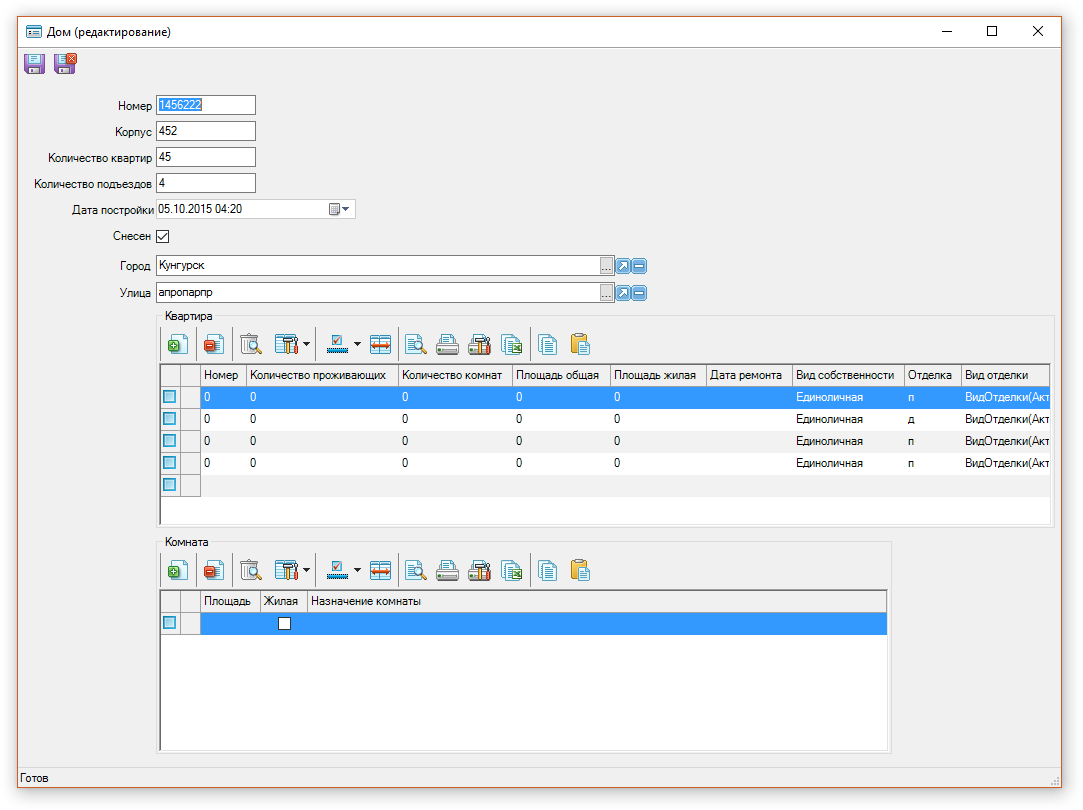 Дом (редактирование)
Номер 1456222
Корпус 452
Количество квартир 45
Количество подъездов 4
Дата постройки 05.10.2015 04:20
Снесен
Город Кунгурск ...
Улица апропарпр ...
Квартира
Номер Количество проживающих Количество комнат Площадь общая Площадь жилая Дата ремонта Вид собственности Отделка Вид отделки
0 0 0 0 0 Единоличная п ВидОтделки(Акт
0 0 0 0 0 Единоличная д ВидОтделки(Акт
0 0 0 0 0 Единоличная п ВидОтделки(Акт
0 0 0 0 0 Единоличная п ВидОтделки(Акт
Комната
Площадь Жилая Назначение комнаты
Готов